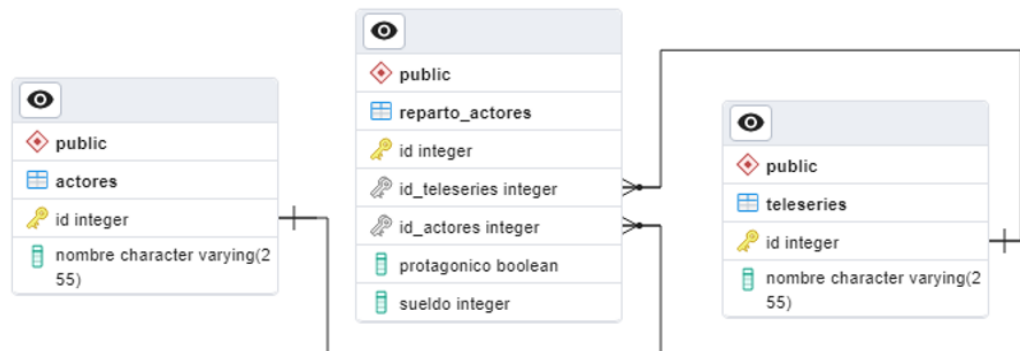 public
actores
id integer
nombre character varying(2
55)
public
reparto_actores
id integer
id_teleseries integer
id_actores integer
protagonico boolean
sueldo integer
public
teleseries
id integer
nombre character varying(2
55)